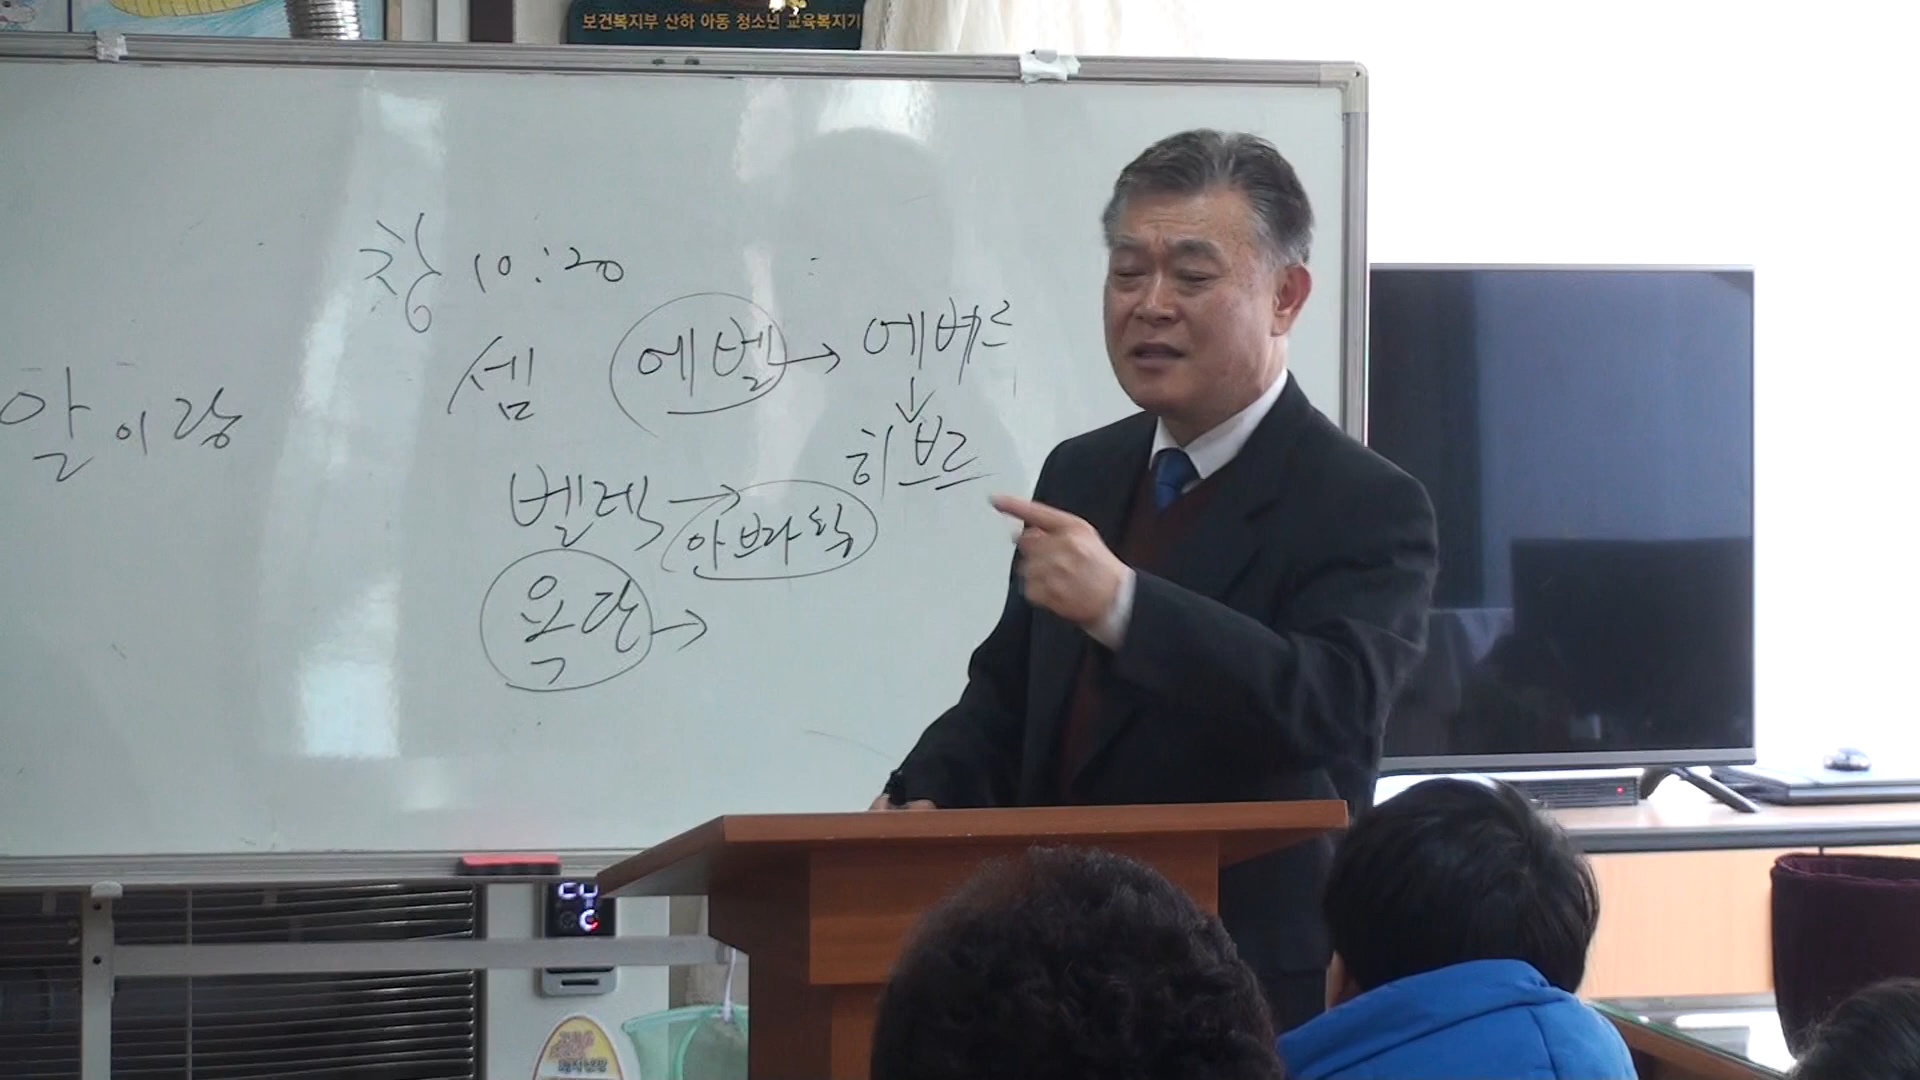 보건복지부 산하 아동 청소년 교육복지기
창 10:20
셈 에벨 → 에베르
↓
히브르
알이랑
벨렉 → 아브라함
욕단 →